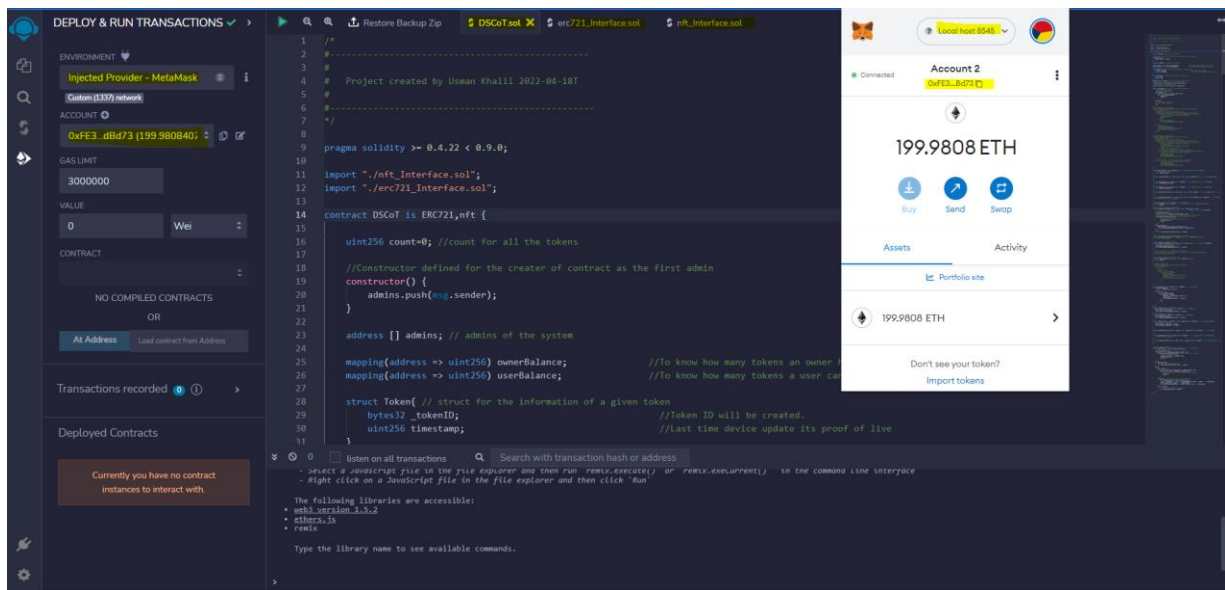 DEPLOY & RUN TRANSACTIONS
ENVIRONMENT
Injected Provider - MetaMask
Custom (1337) network
ACCOUNT
0xFE3...dBd73 (199.9808407
GAS LIMIT
3000000
VALUE
0 Wei
CONTRACT
NO COMPILED CONTRACTS
OR
At Address Load contract from Address
Transactions recorded 0
Deployed Contracts
Currently you have no contract
instances to interact with.
Restore Backup Zip
DSCoT.sol
erc721_Interface.sol
nft_Interface.sol
1 /*
2 #------------------------------------------------
3 #
4 # Project created by Usman Khalil 2022-04-18T
5 #
6 #-------------------------------------------------
7 */
8
9 pragma solidity >= 0.4.22 < 0.9.0;
10
11 import "./nft_Interface.sol";
12 import "./erc721_Interface.sol";
13
14 contract DSCoT is ERC721,nft {
15
16 uint256 count=0; //count for all the tokens
17
18 //Constructor defined for the creater of contract as the first admin
19 constructor() {
20 admins.push(msg.sender);
21 }
22
23 address [] admins; // admins of the system
24
25 mapping(address => uint256) ownerBalance; //To know how many tokens an owner
26 mapping(address => uint256) userBalance; //To know how many tokens a user
27
28 struct Token{ // struct for the information of a given token
29 bytes32 _tokenID; //Token ID will be created.
30 uint256 timestamp; //Last time device update its proof of live
31 }
0 listen on all transactions Search with transaction hash or address
- Select a JavaScript file in the file explorer and then run `remix.execute()` or `remix.exeCurrent()` in the command line interface
- Right click on a JavaScript file in the file explorer and then click `Run`
The following libraries are accessible:
• web3 version 1.5.2
• ethers.js
• remix
Type the library name to see available commands.
>
Local host 8545
Connected
Account 2
0xFE3...Bd73
199.9808 ETH
Buy Send Swap
Assets Activity
Portfolio site
199.9808 ETH
Don't see your token?
Import tokens